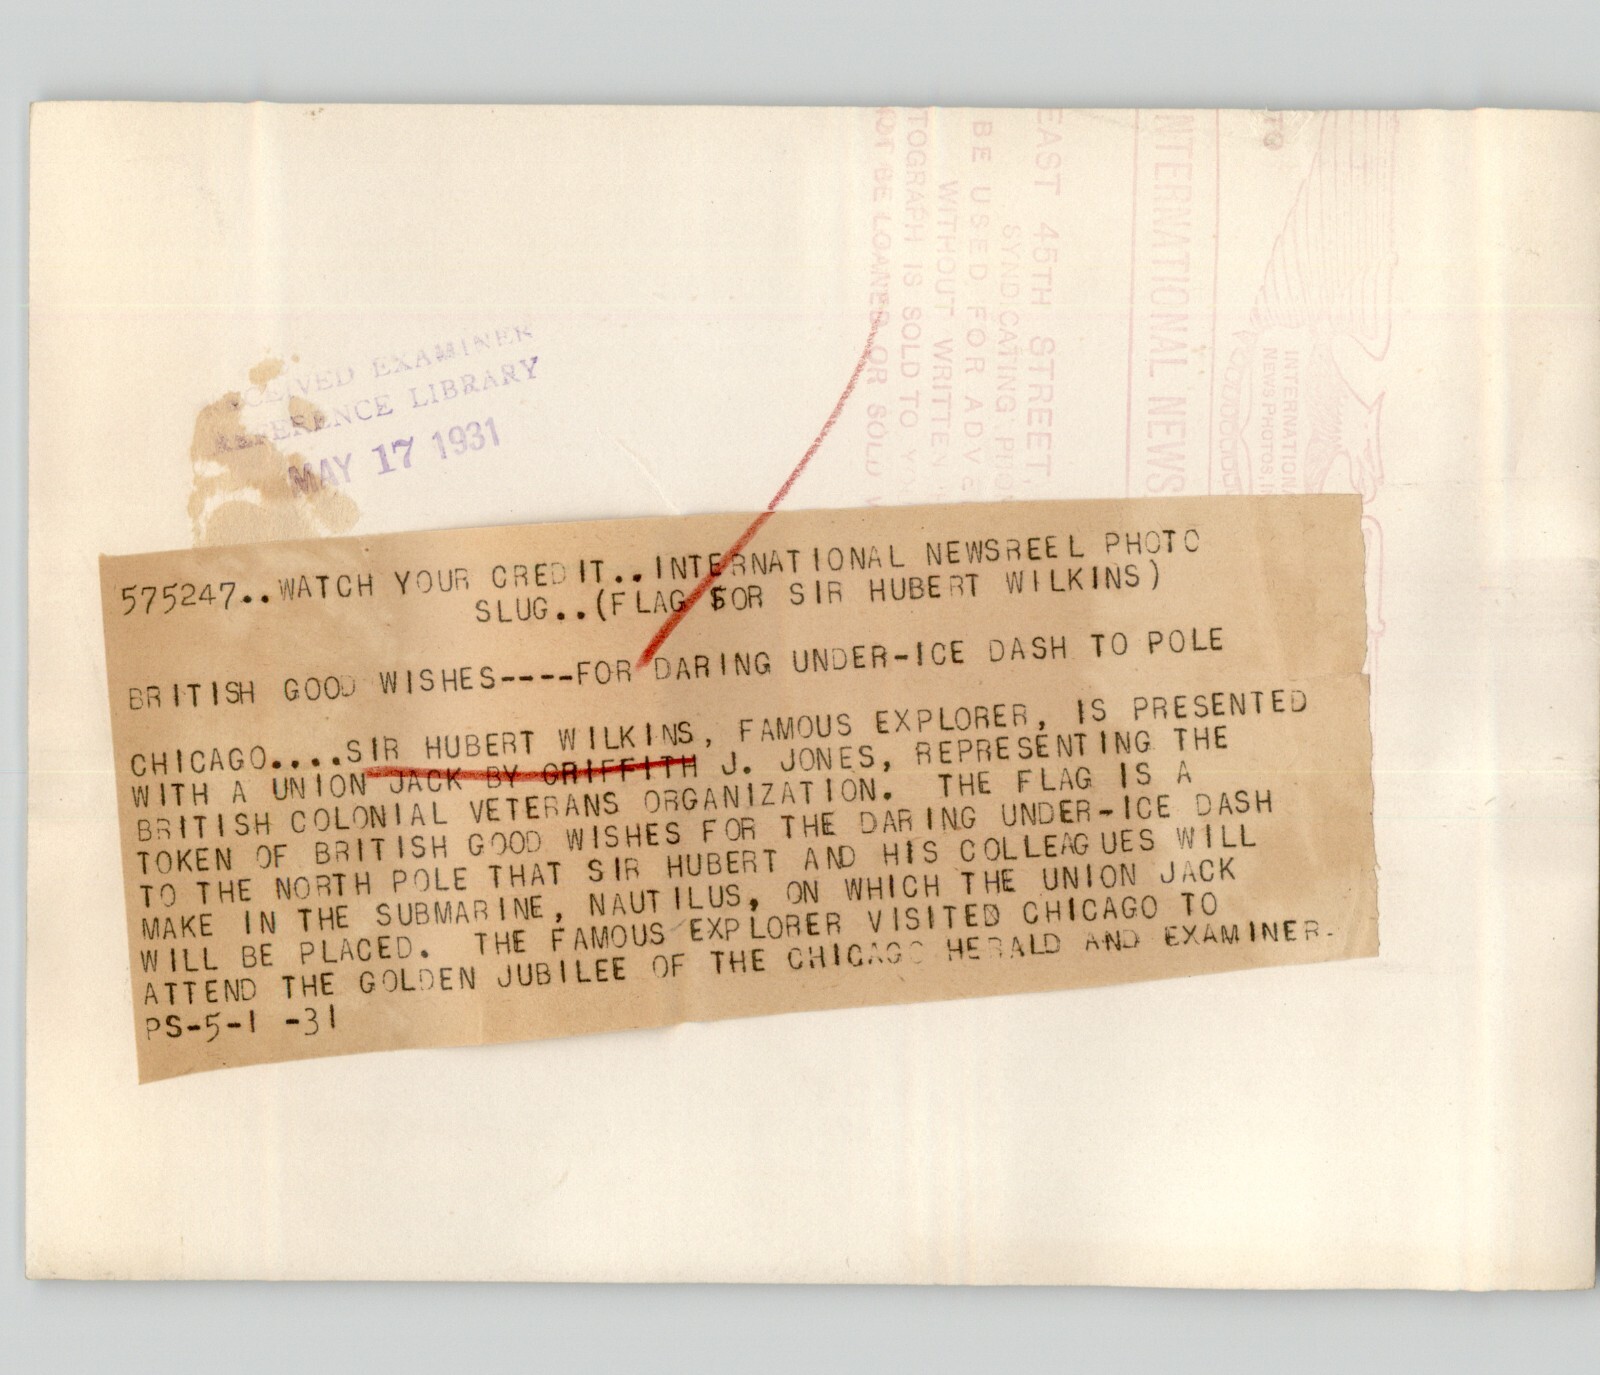 RECEIVED EXAMINER
REFERENCE LIBRARY
MAY 17 1931
EAST 45TH STREET,
SYNDICATING
BE USED FOR
WITHOUT WRITTEN
IS SOLD TO
NOT BE LOANED OR SOLD
INTERNATIONAL NEWS
INTERNATIONAL
NEWS PHOTOS,
575247..WATCH YOUR CREDIT..INTERNATIONAL NEWSREEL PHOTO
SLUG..(FLAG FOR SIR HUBERT WILKINS)
BRITISH GOOD WISHES----FOR DARING UNDER-ICE DASH TO POLE
CHICAGO....SIR HUBERT WILKINS, FAMOUS EXPLORER, IS PRESENTED
WITH A UNION JACK BY GRIFFITH J. JONES, REPRESENTING THE
BRITISH COLONIAL VETERANS ORGANIZATION. THE FLAG IS A
TOKEN OF BRITISH GOOD WISHES FOR THE DARING UNDER-ICE DASH
TO THE NORTH POLE THAT SIR HUBERT AND HIS COLLEAGUES WILL
MAKE IN THE SUBMARINE, NAUTILUS, ON WHICH THE UNION JACK
WILL BE PLACED. THE FAMOUS EXPLORER VISITED CHICAGO TO
ATTEND THE GOLDEN JUBILEE OF THE CHICAGO HERALD AND EXAMINER.
PS-5-1 -31